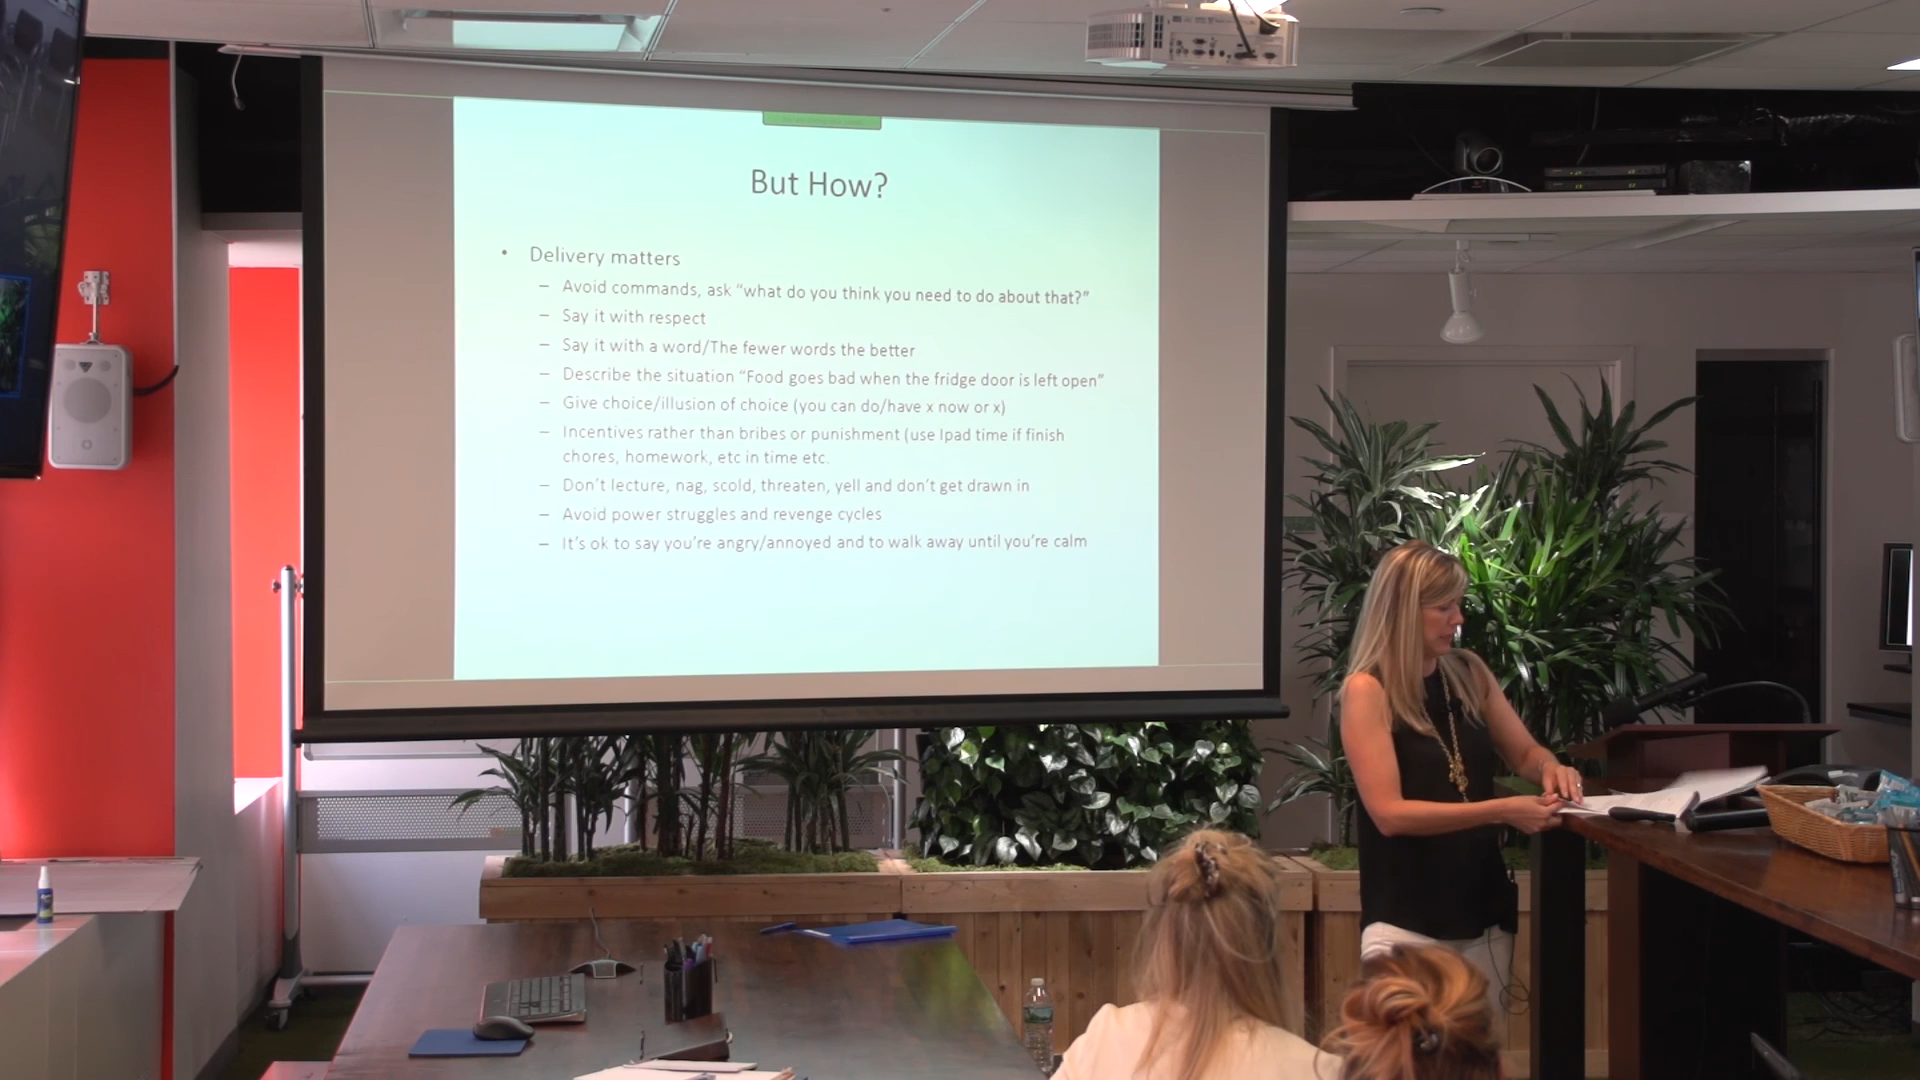 But How?
• Delivery matters
– Avoid commands, ask “what do you think you need to do about that?”
– Say it with respect
– Say it with a word/The fewer words the better
– Describe the situation “Food goes bad when the fridge door is left open”
– Give choice/illusion of choice (you can do/have x now or x)
– Incentives rather than bribes or punishment (use Ipad time if finish
chores, homework, etc in time etc.
– Don’t lecture, nag, scold, threaten, yell and don’t get drawn in
– Avoid power struggles and revenge cycles
– It’s ok to say you’re angry/annoyed and to walk away until you’re calm